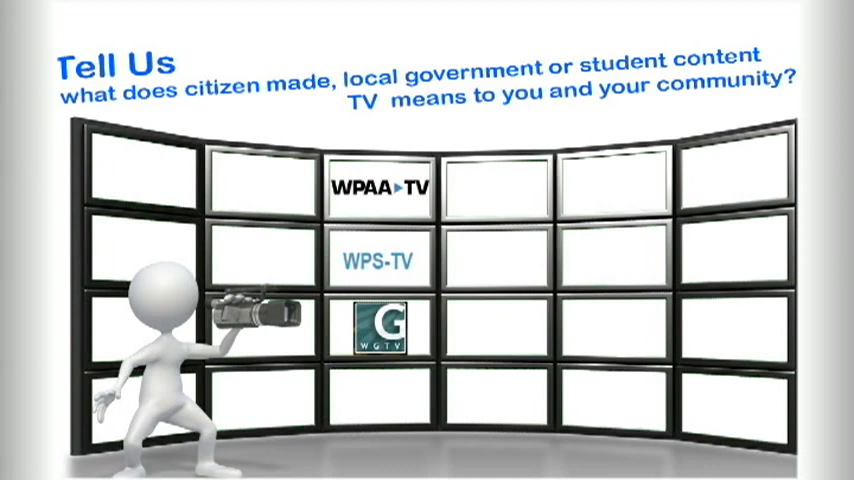 Tell Us
what does citizen made, local government or student content
TV means to you and your community?
WPAA▸TV
WPS-TV
G
WGTV